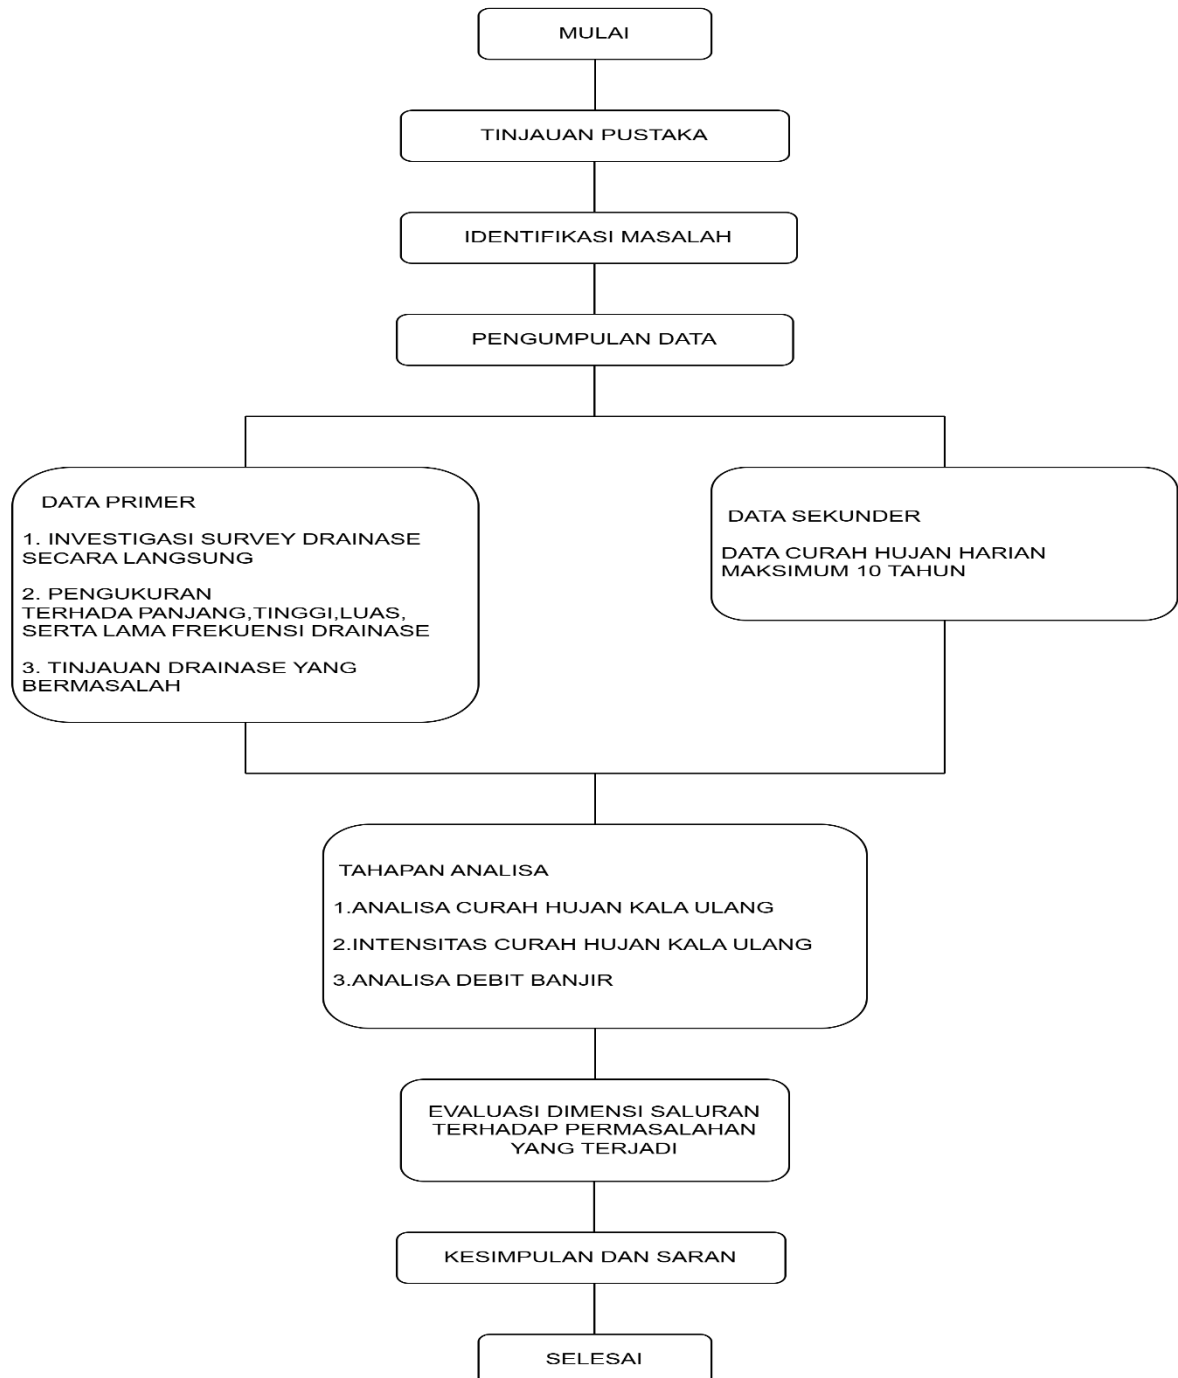 MULAI
TINJAUAN PUSTAKA
IDENTIFIKASI MASALAH
PENGUMPULAN DATA
DATA PRIMER
1. INVESTIGASI SURVEY DRAINASE
SECARA LANGSUNG
2. PENGUKURAN
TERHADA PANJANG,TINGGI,LUAS,
SERTA LAMA FREKUENSI DRAINASE
3. TINJAUAN DRAINASE YANG
BERMASALAH
DATA SEKUNDER
DATA CURAH HUJAN HARIAN
MAKSIMUM 10 TAHUN
TAHAPAN ANALISA
1.ANALISA CURAH HUJAN KALA ULANG
2.INTENSITAS CURAH HUJAN KALA ULANG
3.ANALISA DEBIT BANJIR
EVALUASI DIMENSI SALURAN
TERHADAP PERMASALAHAN
YANG TERJADI
KESIMPULAN DAN SARAN
SELESAI